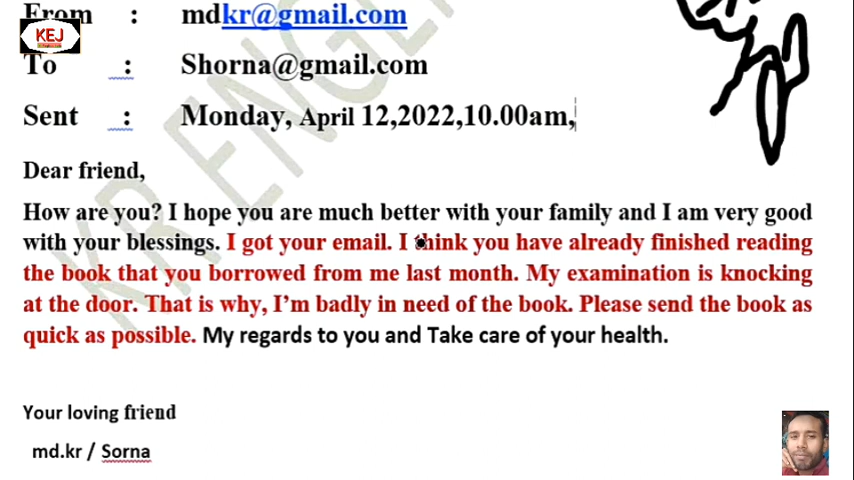 From : mdkr@gmail.com
KEJ
To : Shorna@gmail.com
Sent : Monday, April 12,2022,10.00am,
Dear friend,
How are you? I hope you are much better with your family and I am very good
with your blessings. I got your email. I think you have already finished reading
the book that you borrowed from me last month. My examination is knocking
at the door. That is why, I'm badly in need of the book. Please send the book as
quick as possible. My regards to you and Take care of your health.
Your loving friend
md.kr / Sorna